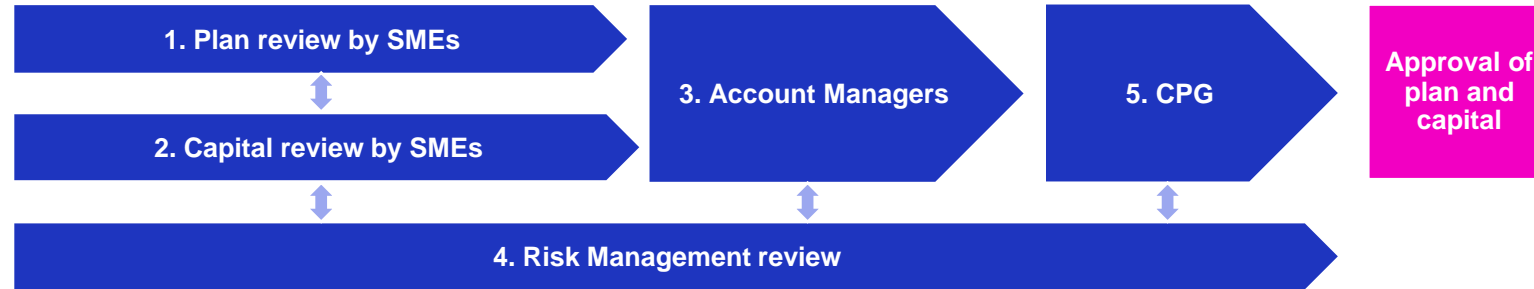 1. Plan review by SMEs
2. Capital review by SMEs
3. Account Managers
5. CPG
Approval of
plan and
capital
4. Risk Management review